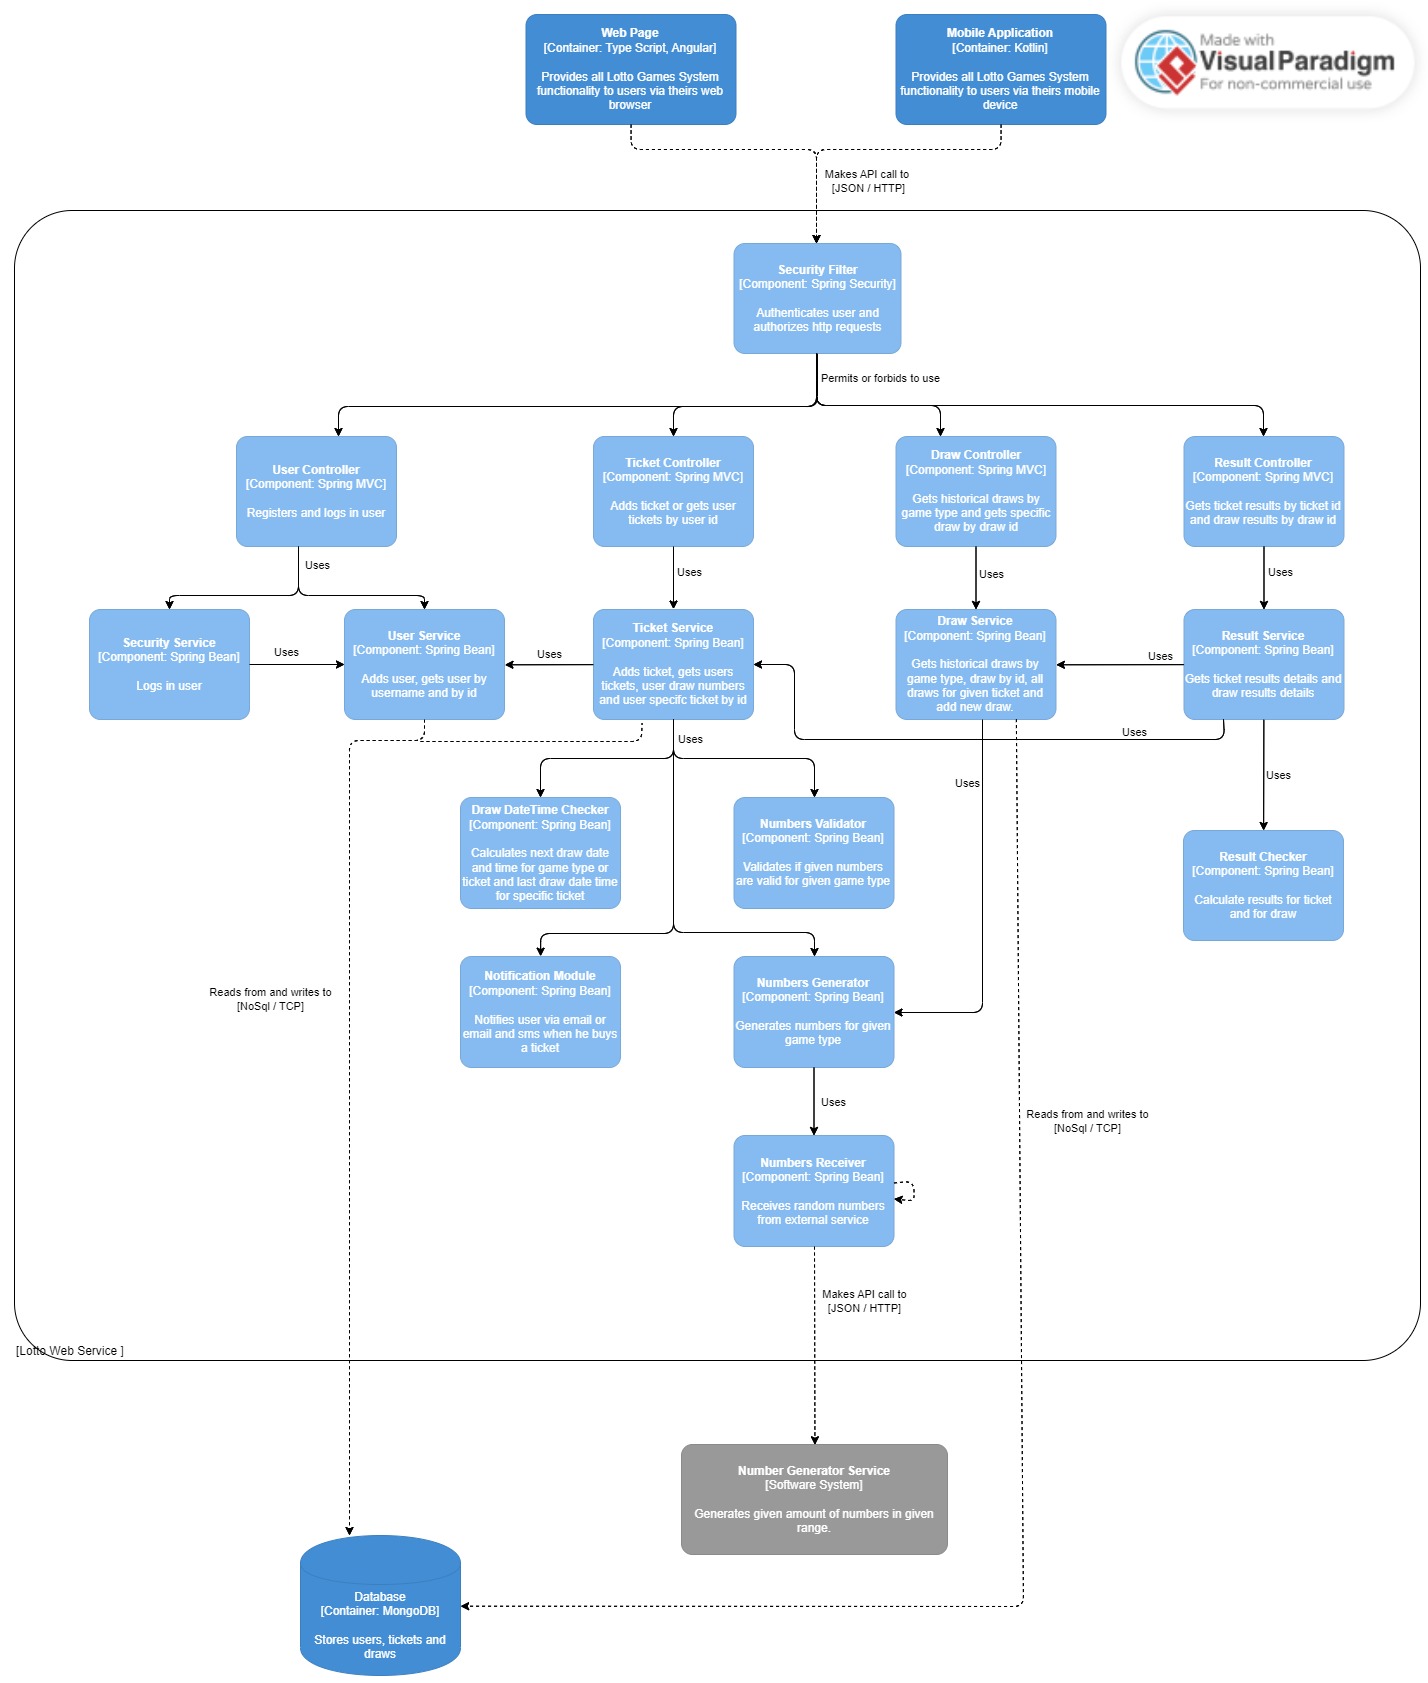 Web Page
[Container: Type Script, Angular]
Provides all Lotto Games System
functionality to users via theirs web
browser
Mobile Application
[Container: Kotlin]
Provides all Lotto Games System
functionality to users via theirs mobile
device
Made with
Visual Paradigm
For non-commercial use
Makes API call to
[JSON / HTTP]
Security Filter
[Component: Spring Security]
Authenticates user and
authorizes http requests
Permits or forbids to use
User Controller
[Component: Spring MVC]
Registers and logs in user
Ticket Controller
[Component: Spring MVC]
Adds ticket or gets user
tickets by user id
Draw Controller
[Component: Spring MVC]
Gets historical draws by
game type and gets specific
draw by draw id
Result Controller
[Component: Spring MVC]
Gets ticket results by ticket id
and draw results by draw id
Uses
Uses
Uses
Uses
Security Service
[Component: Spring Bean]
Logs in user
Uses
User Service
[Component: Spring Bean]
Adds user, gets user by
username and by id
Uses
Ticket Service
[Component: Spring Bean]
Adds ticket, gets users
tickets, user draw numbers
and user specifc ticket by id
Draw Service
[Component: Spring Bean]
Gets historical draws by
game type, draw by id, all
draws for given ticket and
add new draw.
Uses
Result Service
[Component: Spring Bean]
Gets ticket results details and
draw results details
Uses
Uses
Uses
Uses
Draw DateTime Checker
[Component: Spring Bean]
Calculates next draw date
and time for game type or
ticket and last draw date time
for specific ticket
Numbers Validator
[Component: Spring Bean]
Validates if given numbers
are valid for given game type
Result Checker
[Component: Spring Bean]
Calculate results for ticket
and for draw
Reads from and writes to
[NoSql / TCP]
Notification Module
[Component: Spring Bean]
Notifies user via email or
email and sms when he buys
a ticket
Numbers Generator
[Component: Spring Bean]
Generates numbers for given
game type
Uses
Reads from and writes to
[NoSql / TCP]
Numbers Receiver
[Component: Spring Bean]
Receives random numbers
from external service
Makes API call to
[JSON / HTTP]
[Lotto Web Service ]
Number Generator Service
[Software System]
Generates given amount of numbers in given
range.
Database
[Container: MongoDB]
Stores users, tickets and
draws